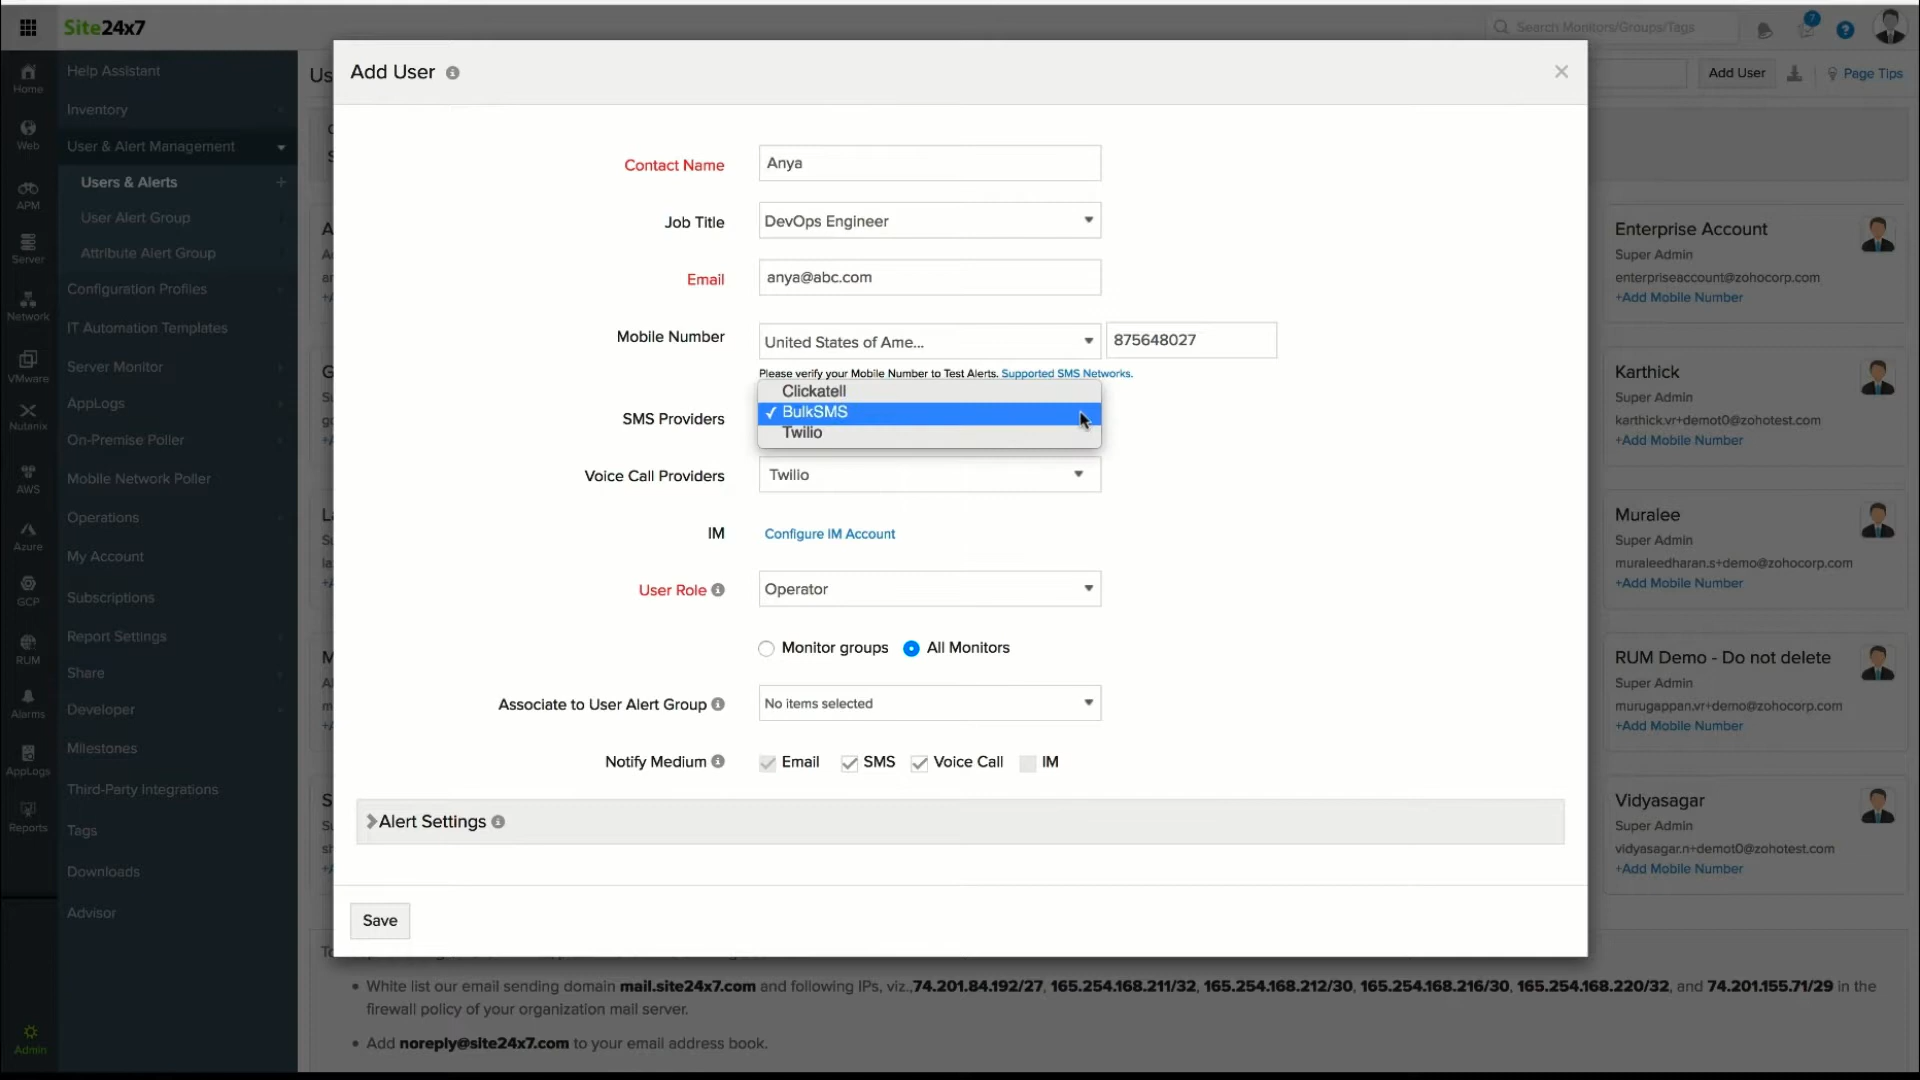 Site24x7
Search Monitors/Groups/Tags
7
Home
Web
APM
Server
Network
VMware
Nutanix
AWS
Azure
GCP
RUM
Alarms
AppLogs
Reports
Admin
Help Assistant
Inventory
User & Alert Management
Users & Alerts
User Alert Group
Attribute Alert Group
Configuration Profiles
IT Automation Templates
Server Monitor
AppLogs
On-Premise Poller
Mobile Network Poller
Operations
My Account
Subscriptions
Report Settings
Share
Developer
Milestones
Third-Party Integrations
Tags
Downloads
Advisor
Add User
Page Tips
Add User
Contact Name Anya
Job Title DevOps Engineer
Email anya@abc.com
Mobile Number United States of Ame... 875648027
Please verify your Mobile Number to Test Alerts. Supported SMS Networks.
SMS Providers
Clickatell
✓ BulkSMS
Twilio
Voice Call Providers Twilio
IM Configure IM Account
User Role Operator
Monitor groups All Monitors
Associate to User Alert Group No items selected
Notify Medium Email SMS Voice Call IM
Alert Settings
Save
Enterprise Account
Super Admin
enterpriseaccount@zohocorp.com
+Add Mobile Number
Karthick
Super Admin
karthick.vr+demot0@zohotest.com
+Add Mobile Number
Muralee
Super Admin
muraleedharan.s+demo@zohocorp.com
+Add Mobile Number
RUM Demo - Do not delete
Super Admin
murugappan.vr+demo@zohocorp.com
+Add Mobile Number
Vidyasagar
Super Admin
vidyasagar.n+demot0@zohotest.com
+Add Mobile Number
• White list our email sending domain mail.site24x7.com and following IPs, viz.,74.201.84.192/27, 165.254.168.211/32, 165.254.168.212/30, 165.254.168.216/30, 165.254.168.220/32, and 74.201.155.71/29 in the
firewall policy of your organization mail server.
• Add noreply@site24x7.com to your email address book.